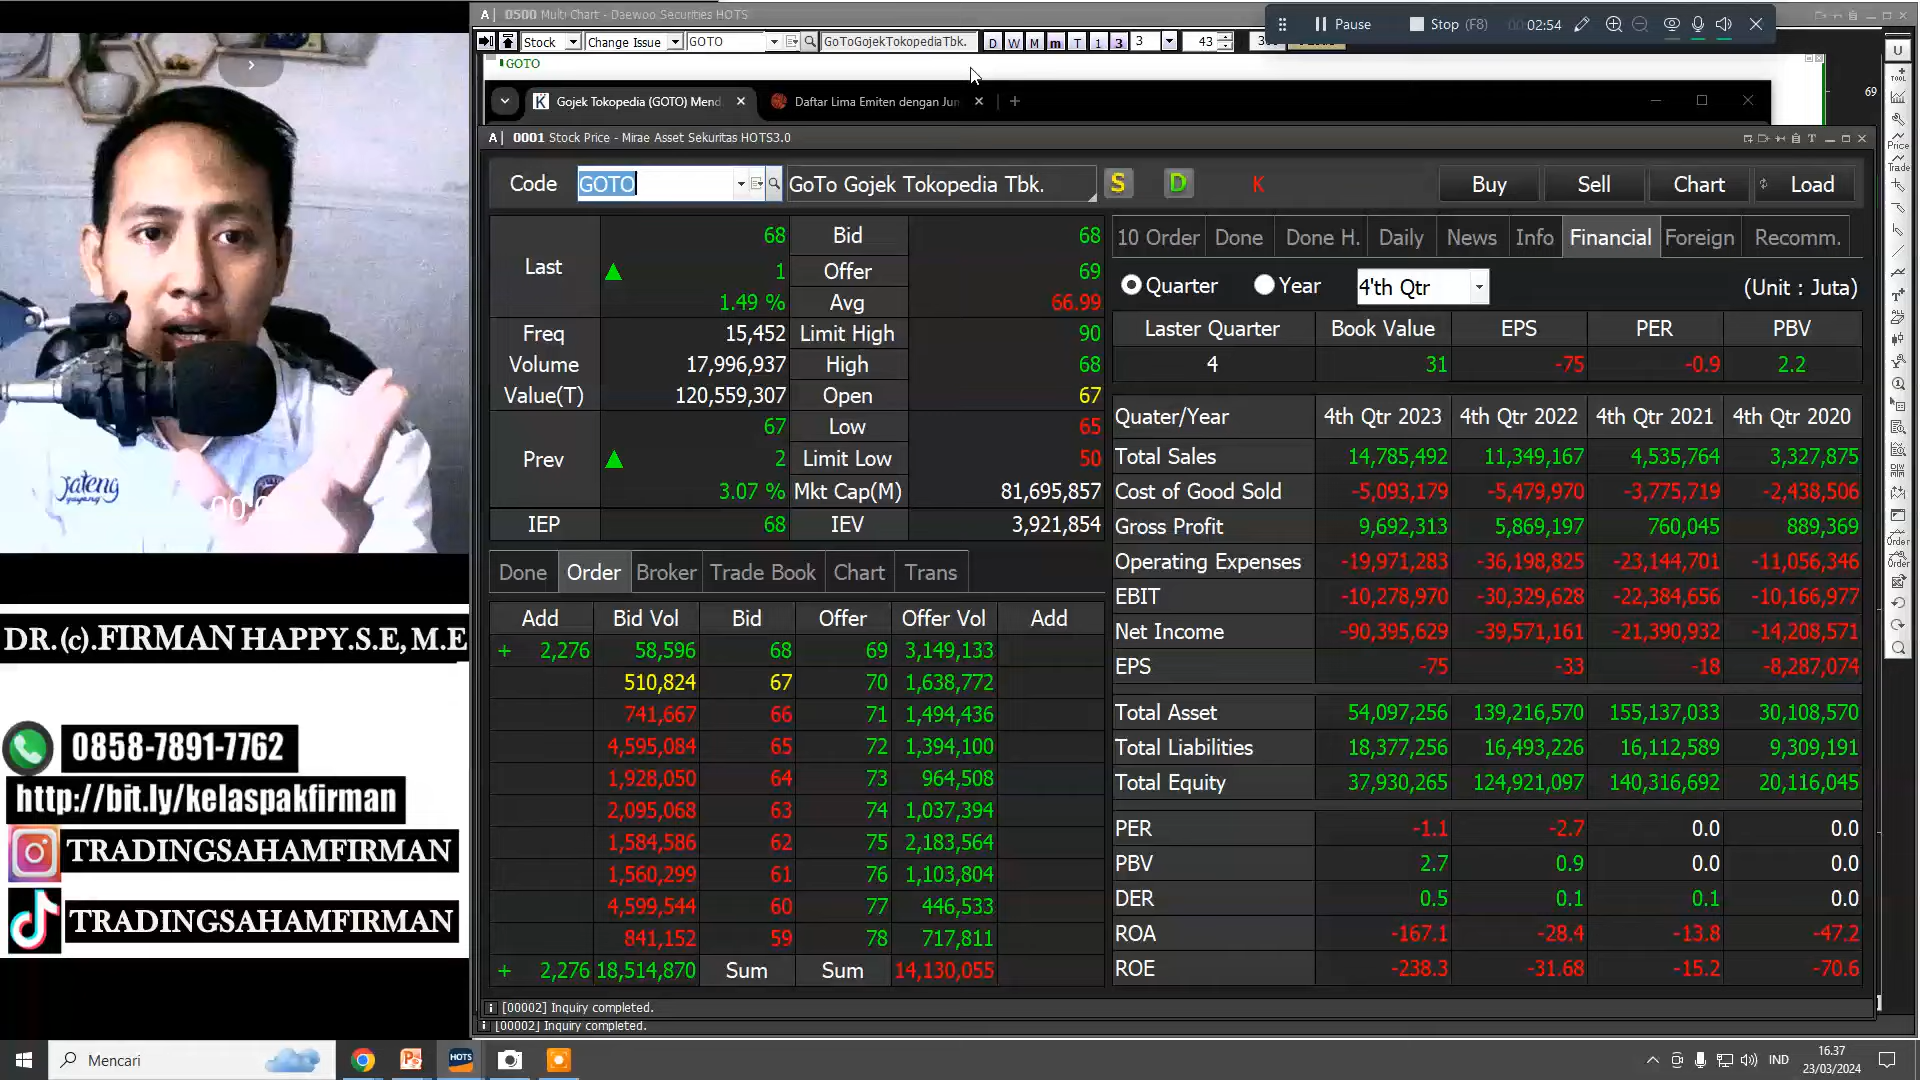 0500 Multi Chart - Daewoo Securities HOTS
Pause Stop (F8) 00:02:54
Stock Change Issue GOTO GoToGojekTokopediaTbk. D W M m T 1 3 3 43
GOTO
69
Gojek Tokopedia (GOTO) Mend Daftar Lima Emiten dengan Jun
0001 Stock Price - Mirae Asset Sekuritas HOTS3.0
Code GOTO GoTo Gojek Tokopedia Tbk. S D K Buy Sell Chart Load
Last 68 Bid 68
1 Offer 69
1.49 % Avg 66.99
Freq 15,452 Limit High 90
Volume 17,996,937 High 68
Value(T) 120,559,307 Open 67
Prev 67 Low 65
2 Limit Low 50
3.07 % Mkt Cap(M) 81,695,857
IEP 68 IEV 3,921,854
Done Order Broker Trade Book Chart Trans
Add Bid Vol Bid Offer Offer Vol Add
+ 2,276 58,596 68 69 3,149,133
510,824 67 70 1,638,772
741,667 66 71 1,494,436
4,595,084 65 72 1,394,100
1,928,050 64 73 964,508
2,095,068 63 74 1,037,394
1,584,586 62 75 2,183,564
1,560,299 61 76 1,103,804
4,599,544 60 77 446,533
841,152 59 78 717,811
+ 2,276 18,514,870 Sum Sum 14,130,055
10 Order Done Done H. Daily News Info Financial Foreign Recomm.
Quarter Year 4'th Qtr (Unit : Juta)
Laster Quarter Book Value EPS PER PBV
4 31 -75 -0.9 2.2
Quater/Year 4th Qtr 2023 4th Qtr 2022 4th Qtr 2021 4th Qtr 2020
Total Sales 14,785,492 11,349,167 4,535,764 3,327,875
Cost of Good Sold -5,093,179 -5,479,970 -3,775,719 -2,438,506
Gross Profit 9,692,313 5,869,197 760,045 889,369
Operating Expenses -19,971,283 -36,198,825 -23,144,701 -11,056,346
EBIT -10,278,970 -30,329,628 -22,384,656 -10,166,977
Net Income -90,395,629 -39,571,161 -21,390,932 -14,208,571
EPS -75 -33 -18 -8,287,074
Total Asset 54,097,256 139,216,570 155,137,033 30,108,570
Total Liabilities 18,377,256 16,493,226 16,112,589 9,309,191
Total Equity 37,930,265 124,921,097 140,316,692 20,116,045
PER -1.1 -2.7 0.0 0.0
PBV 2.7 0.9 0.0 0.0
DER 0.5 0.1 0.1 0.0
ROA -167.1 -28.4 -13.8 -47.2
ROE -238.3 -31.68 -15.2 -70.6
[00002] Inquiry completed.
[00002] Inquiry completed.
Jateng
DR.(c).FIRMAN HAPPY.S.E, M.E
0858-7891-7762
http://bit.ly/kelaspakfirman
TRADINGSAHAMFIRMAN
TRADINGSAHAMFIRMAN
Mencari
HOTS
IND
16.37
23/03/2024
U
TOOL
Price
Trade
ALL
Order
Order